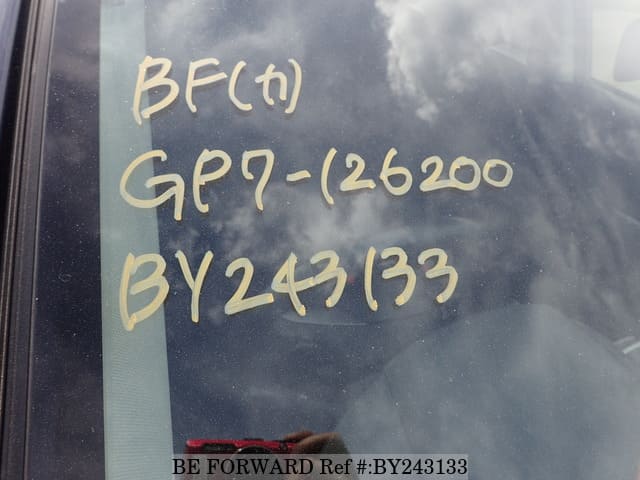 BF(カ)
GP7-126200
BY243133
BE FORWARD Ref #:BY243133